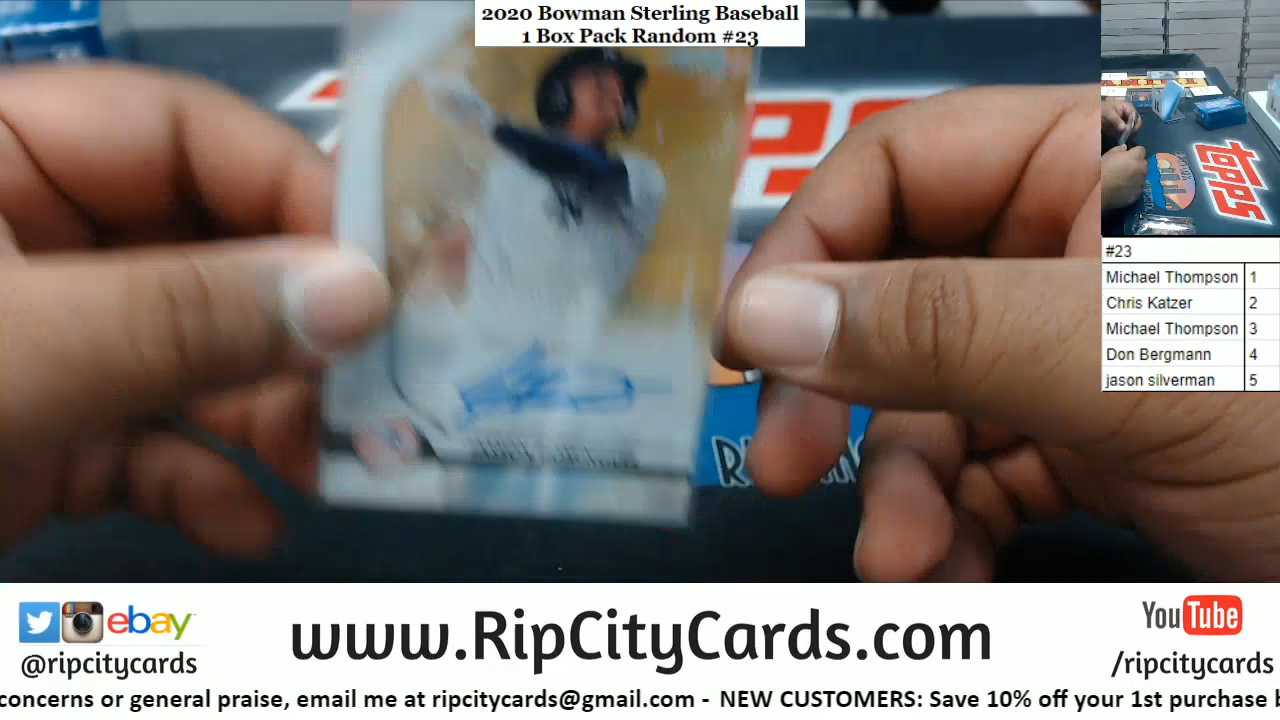 2020 Bowman Sterling Baseball
1 Box Pack Random #23
topps
#23
Michael Thompson 1
Chris Katzer 2
Michael Thompson 3
Don Bergmann 4
jason silverman 5
ebay
@ripcitycards
www.RipCityCards.com
YouTube
/ripcitycards
concerns or general praise, email me at ripcitycards@gmail.com - NEW CUSTOMERS: Save 10% off your 1st purchase